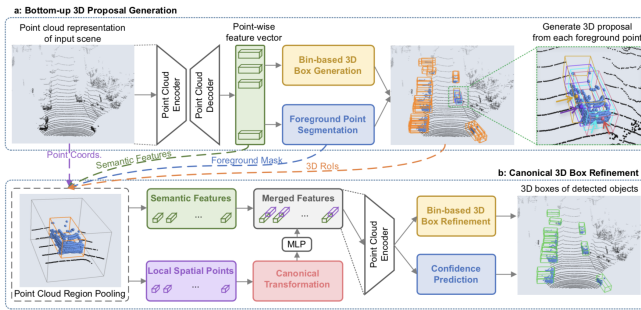 a: Bottom-up 3D Proposal Generation
Point cloud representation
of input scene
Point Cloud
Encoder
Point Cloud
Decoder
Point-wise
feature vector
Bin-based 3D
Box Generation
Foreground Point
Segmentation
Generate 3D proposal
from each foreground point
Point Coords.
Semantic Features
Foreground Mask
3D RoIs
b: Canonical 3D Box Refinement
Point Cloud Region Pooling
Semantic Features
...
Local Spatial Points
...
Merged Features
...
MLP
Canonical
Transformation
Point Cloud
Encoder
Bin-based 3D
Box Refinement
Confidence
Prediction
3D boxes of detected objects